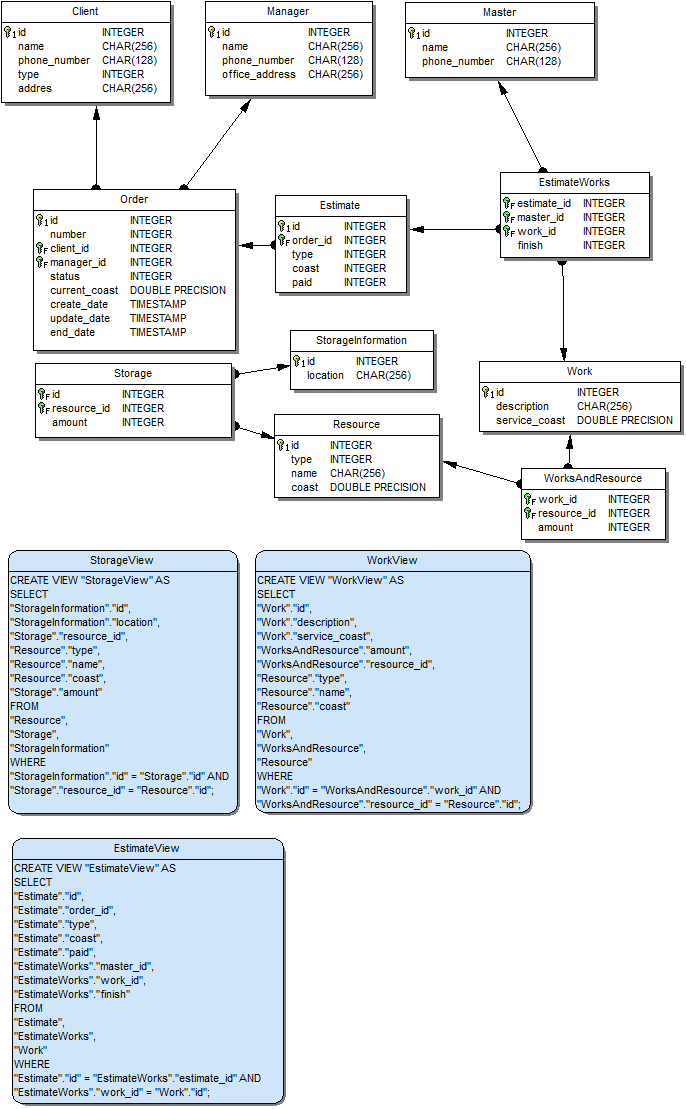 Client
id INTEGER
name CHAR(256)
phone_number CHAR(128)
type INTEGER
addres CHAR(256)
Manager
id INTEGER
name CHAR(256)
phone_number CHAR(128)
office_address CHAR(256)
Master
id INTEGER
name CHAR(256)
phone_number CHAR(128)
Order
id INTEGER
number INTEGER
client_id INTEGER
manager_id INTEGER
status INTEGER
current_coast DOUBLE PRECISION
create_date TIMESTAMP
update_date TIMESTAMP
end_date TIMESTAMP
Estimate
id INTEGER
order_id INTEGER
type INTEGER
coast INTEGER
paid INTEGER
EstimateWorks
estimate_id INTEGER
master_id INTEGER
work_id INTEGER
finish INTEGER
StorageInformation
id INTEGER
location CHAR(256)
Storage
id INTEGER
resource_id INTEGER
amount INTEGER
Work
id INTEGER
description CHAR(256)
service_coast DOUBLE PRECISION
Resource
id INTEGER
type INTEGER
name CHAR(256)
coast DOUBLE PRECISION
WorksAndResource
work_id INTEGER
resource_id INTEGER
amount INTEGER
StorageView
CREATE VIEW "StorageView" AS
SELECT
"StorageInformation"."id",
"StorageInformation"."location",
"Storage"."resource_id",
"Resource"."type",
"Resource"."name",
"Resource"."coast",
"Storage"."amount"
FROM
"Resource",
"Storage",
"StorageInformation"
WHERE
"StorageInformation"."id" = "Storage"."id" AND
"Storage"."resource_id" = "Resource"."id";
WorkView
CREATE VIEW "WorkView" AS
SELECT
"Work"."id",
"Work"."description",
"Work"."service_coast",
"WorksAndResource"."amount",
"WorksAndResource"."resource_id",
"Resource"."type",
"Resource"."name",
"Resource"."coast"
FROM
"Work",
"WorksAndResource",
"Resource"
WHERE
"Work"."id" = "WorksAndResource"."work_id" AND
"WorksAndResource"."resource_id" = "Resource"."id";
EstimateView
CREATE VIEW "EstimateView" AS
SELECT
"Estimate"."id",
"Estimate"."order_id",
"Estimate"."type",
"Estimate"."coast",
"Estimate"."paid",
"EstimateWorks"."master_id",
"EstimateWorks"."work_id",
"EstimateWorks"."finish"
FROM
"Estimate",
"EstimateWorks",
"Work"
WHERE
"Estimate"."id" = "EstimateWorks"."estimate_id" AND
"EstimateWorks"."work_id" = "Work"."id";